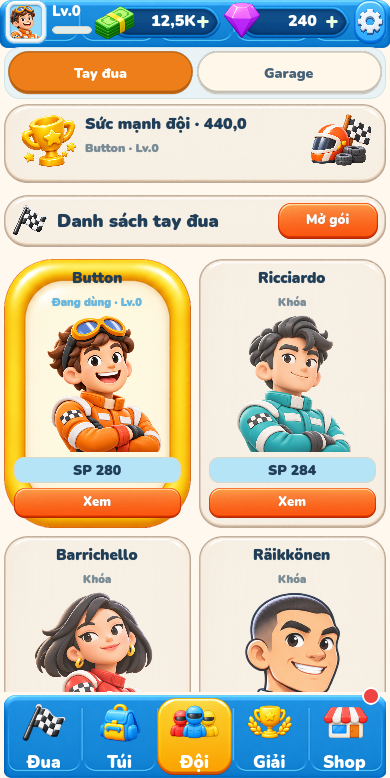 Lv.0
12,5K+
240 +
Tay đua
Garage
Sức mạnh đội · 440,0
Button · Lv.0
Danh sách tay đua
Mở gói
Button
Đang dùng · Lv.0
SP 280
Xem
Ricciardo
Khóa
SP 284
Xem
Barrichello
Khóa
Räikkönen
Khóa
Đua
Túi
Đội
Giải
Shop